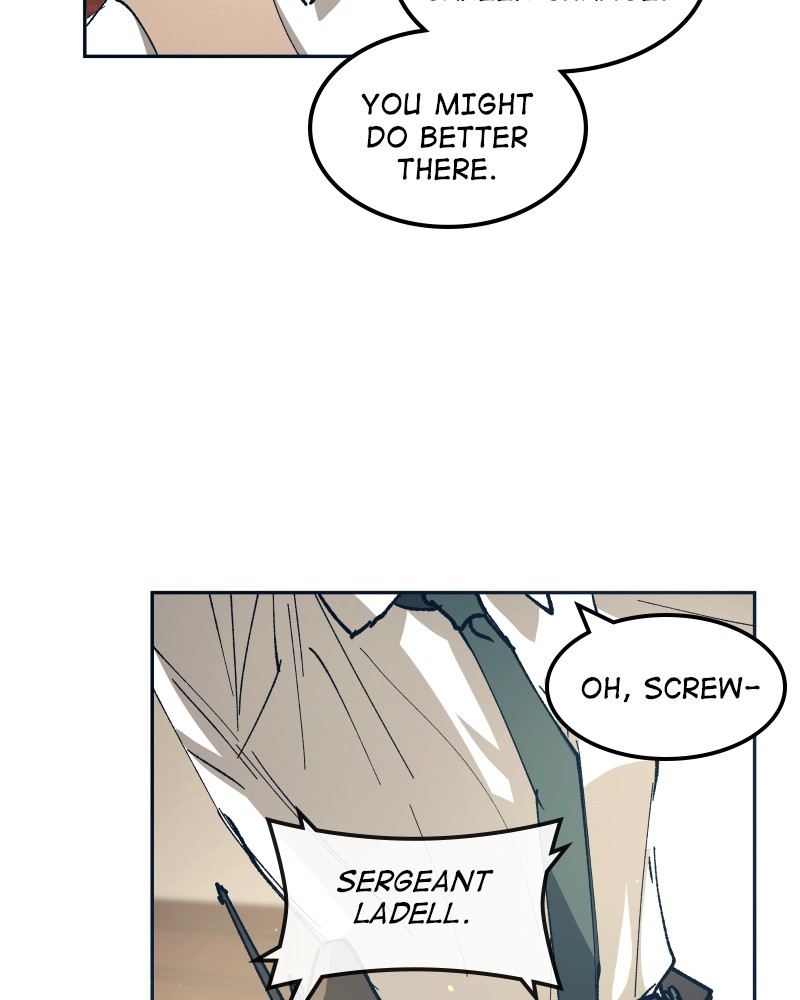 YOU MIGHT
DO BETTER
THERE.
OH, SCREW-
SERGEANT
LADELL.